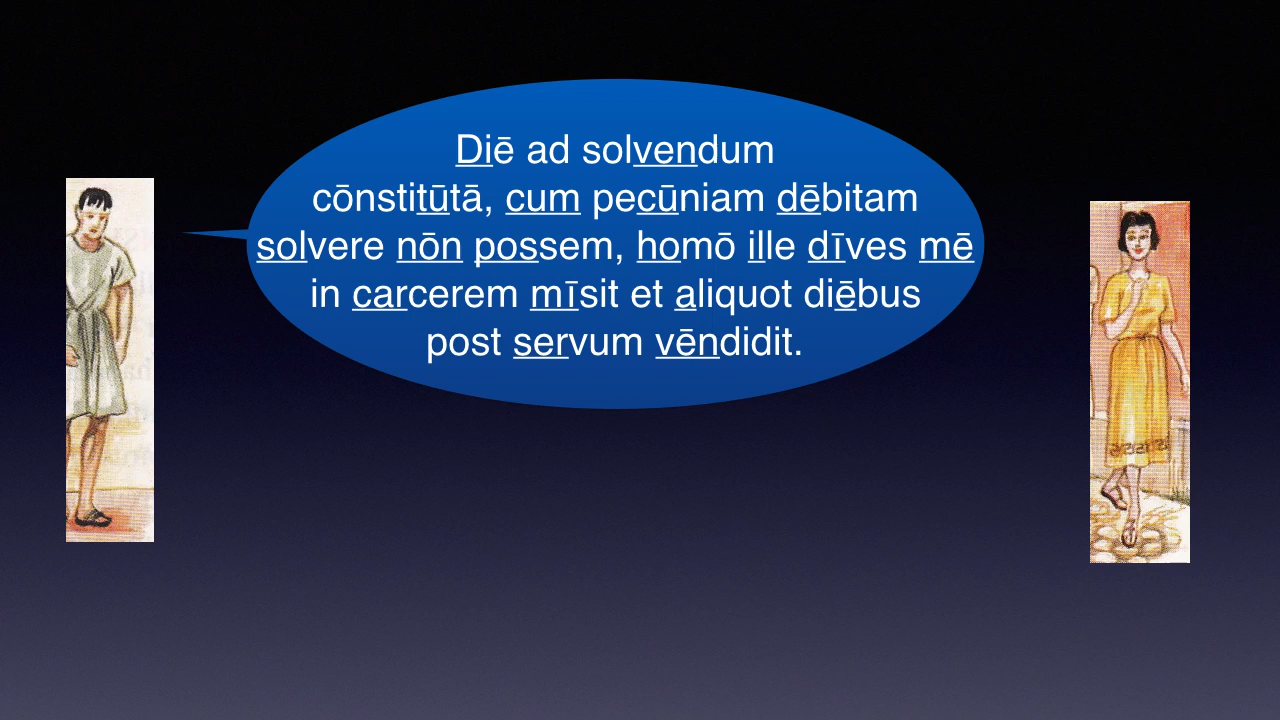 Diē ad solvendum
cōnstitūtā, cum pecūniam dēbitam
solvere nōn possem, homō ille dīves mē
in carcerem mīsit et aliquot diēbus
post servum vēndidit.